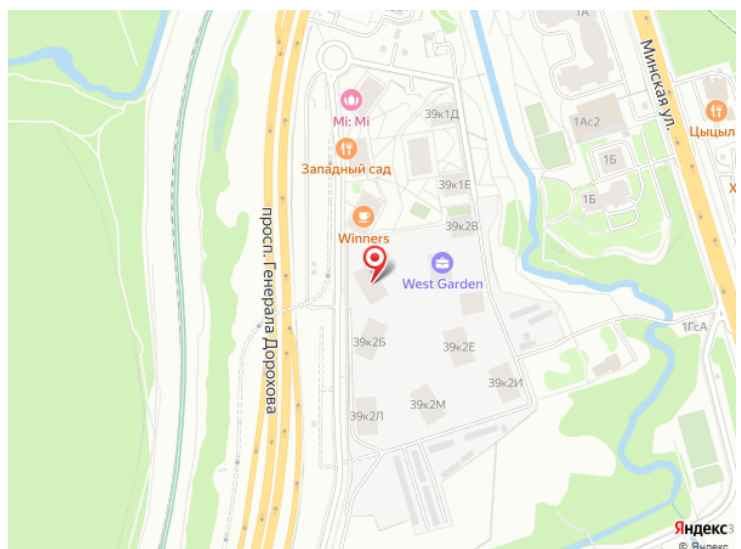 1А
Минская ул.
Mi: Mi
39к1Д
1Ас2
Цыцыл
Западный сад
1Б
39к1Е
Х
1Б
просп. Генерала Дорохова
Winners
39к2В
West Garden
1ГсА
39к2Б
39к2Е
39к2И
39к2Л
39к2М
Яндекс
3
© Яндекс